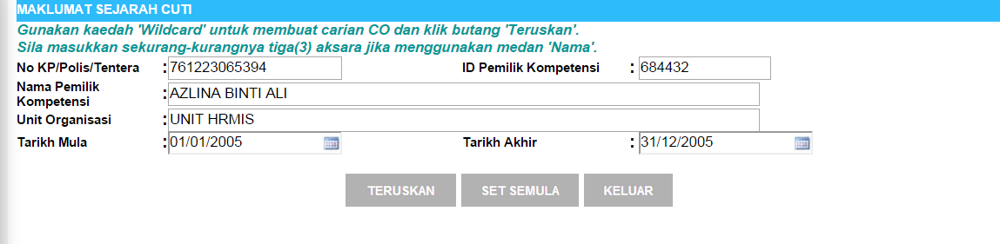 MAKLUMAT SEJARAH CUTI
Gunakan kaedah 'Wildcard' untuk membuat carian CO dan klik butang 'Teruskan'.
Sila masukkan sekurang-kurangnya tiga(3) aksara jika menggunakan medan 'Nama'.
No KP/Polis/Tentera : 761223065394 ID Pemilik Kompetensi : 684432
Nama Pemilik
Kompetensi : AZLINA BINTI ALI
Unit Organisasi : UNIT HRMIS
Tarikh Mula : 01/01/2005 Tarikh Akhir : 31/12/2005
TERUSKAN SET SEMULA KELUAR